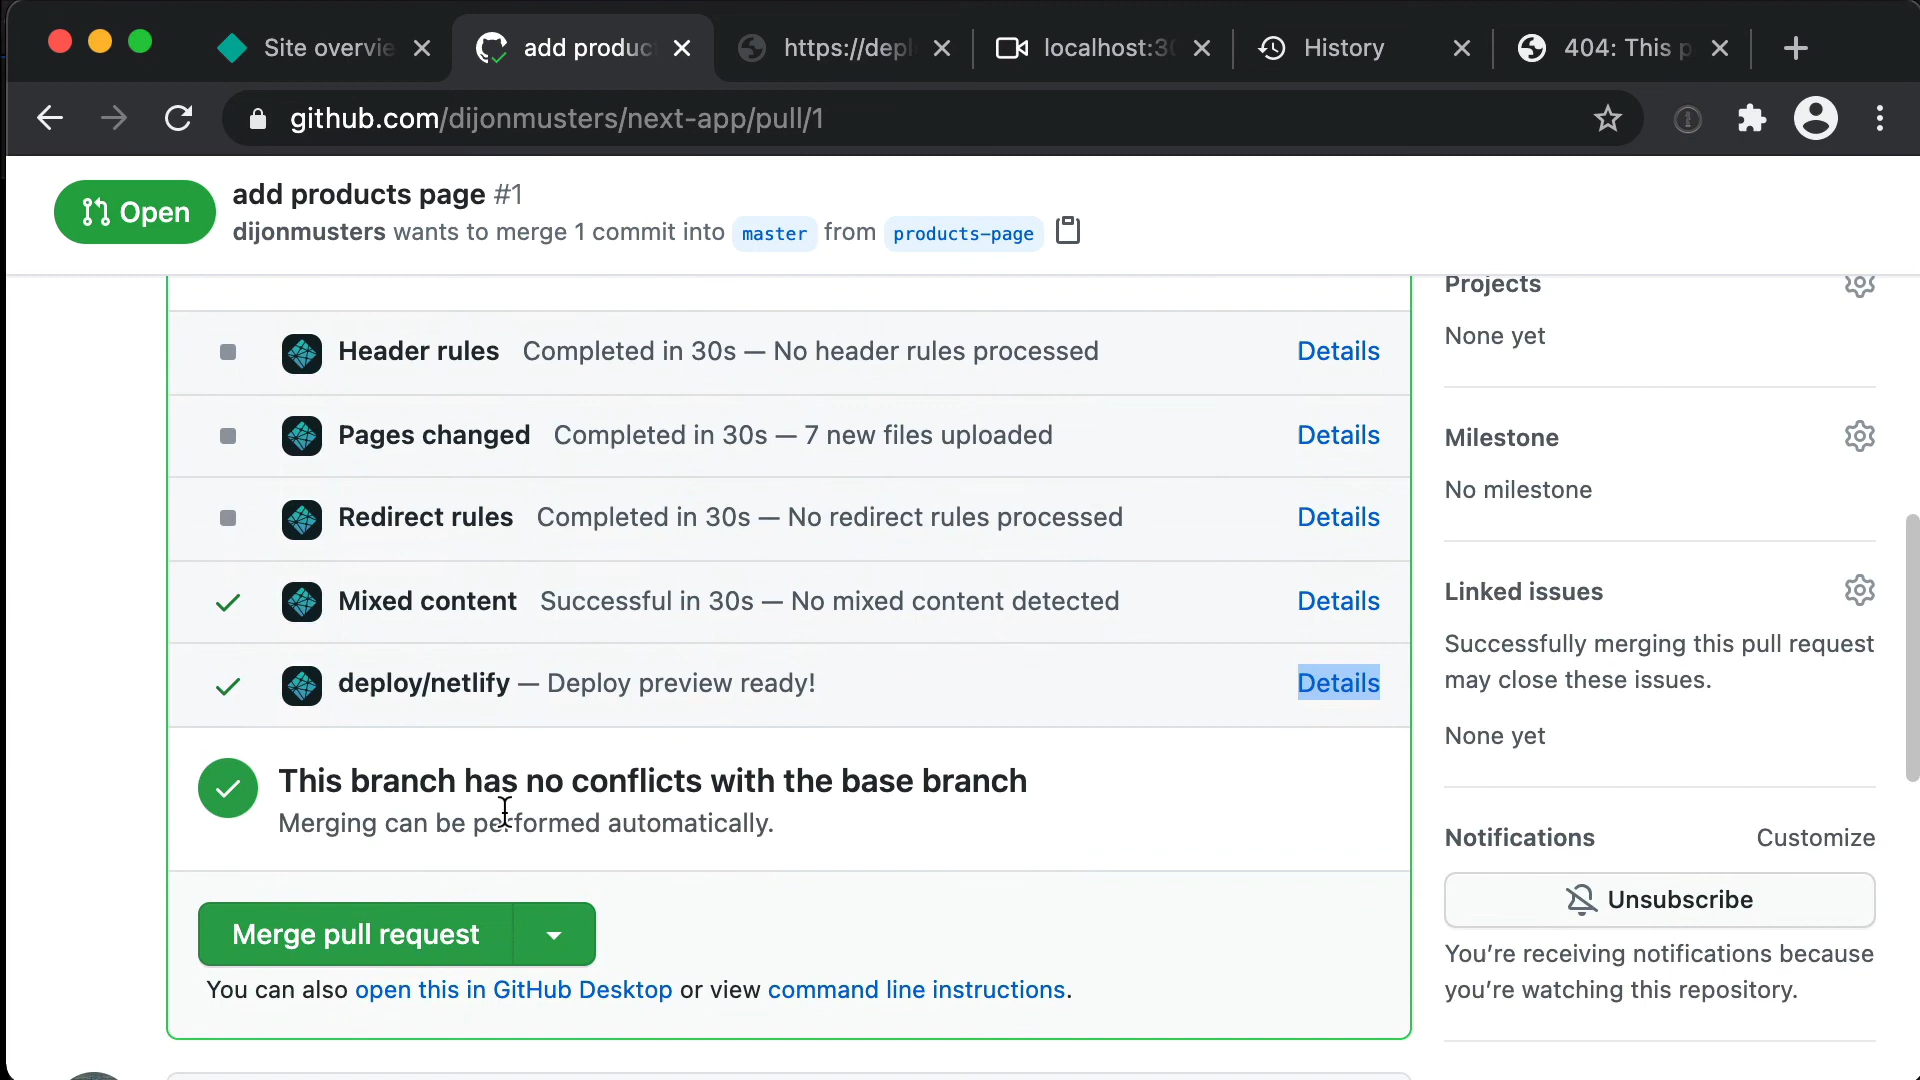 Site overvie
add produc
https://depl
localhost:30
History
404: This p
github.com/dijonmusters/next-app/pull/1
Open
add products page #1
dijonmusters wants to merge 1 commit into master from products-page
Header rules Completed in 30s — No header rules processed Details
Pages changed Completed in 30s — 7 new files uploaded Details
Redirect rules Completed in 30s — No redirect rules processed Details
Mixed content Successful in 30s — No mixed content detected Details
deploy/netlify — Deploy preview ready! Details
This branch has no conflicts with the base branch
Merging can be performed automatically.
Merge pull request
You can also open this in GitHub Desktop or view command line instructions.
Projects
None yet
Milestone
No milestone
Linked issues
Successfully merging this pull request
may close these issues.
None yet
Notifications Customize
Unsubscribe
You're receiving notifications because
you're watching this repository.